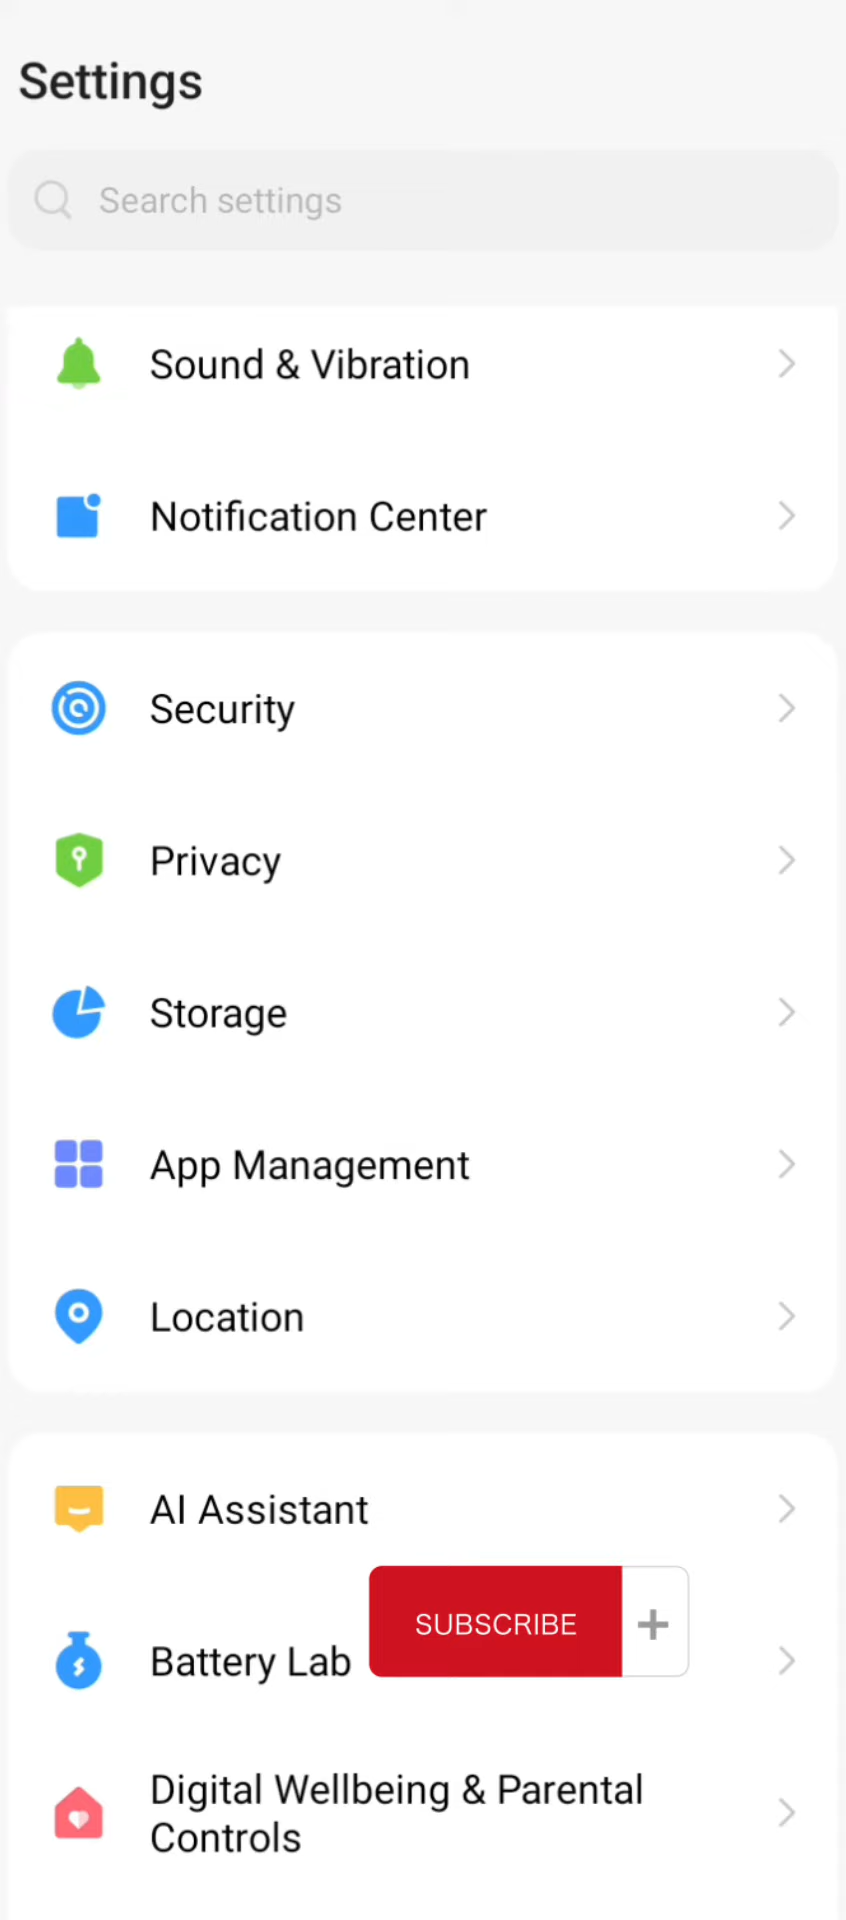 Settings
Search settings
Sound & Vibration
Notification Center
Security
Privacy
Storage
App Management
Location
AI Assistant
SUBSCRIBE
Battery Lab
Digital Wellbeing & Parental
Controls